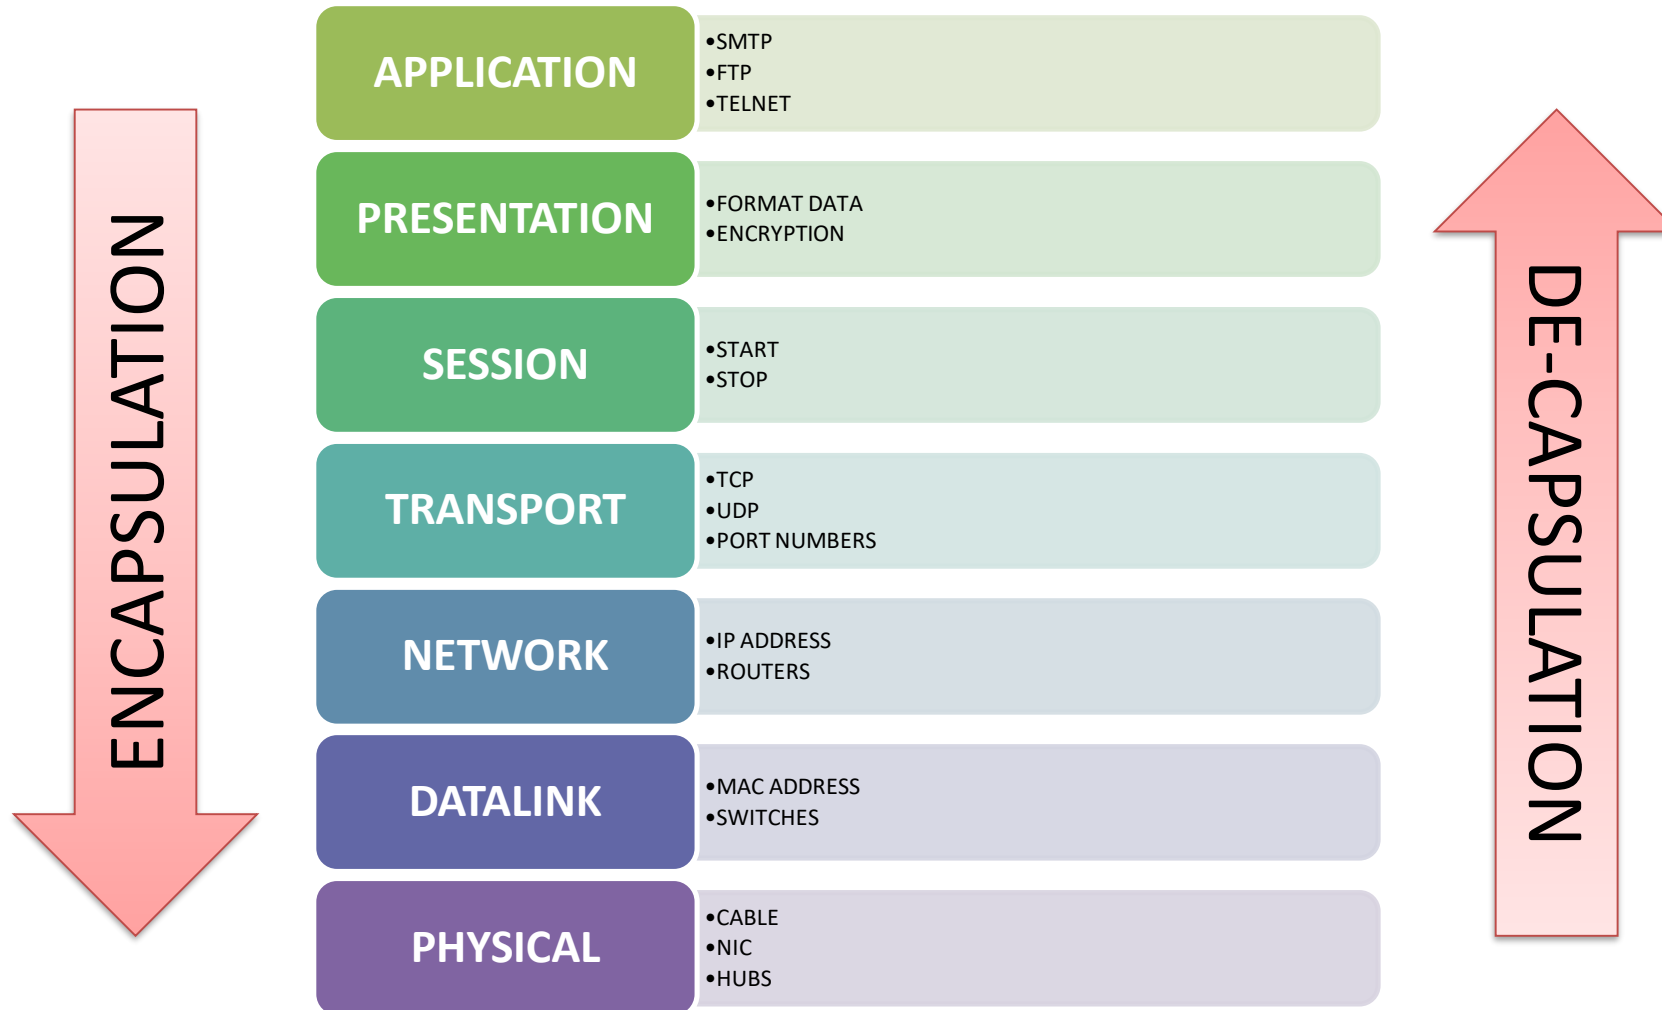 ENCAPSULATION
APPLICATION
•SMTP
•FTP
•TELNET
PRESENTATION
•FORMAT DATA
•ENCRYPTION
SESSION
•START
•STOP
TRANSPORT
•TCP
•UDP
•PORT NUMBERS
NETWORK
•IP ADDRESS
•ROUTERS
DATALINK
•MAC ADDRESS
•SWITCHES
PHYSICAL
•CABLE
•NIC
•HUBS
DE-CAPSULATION